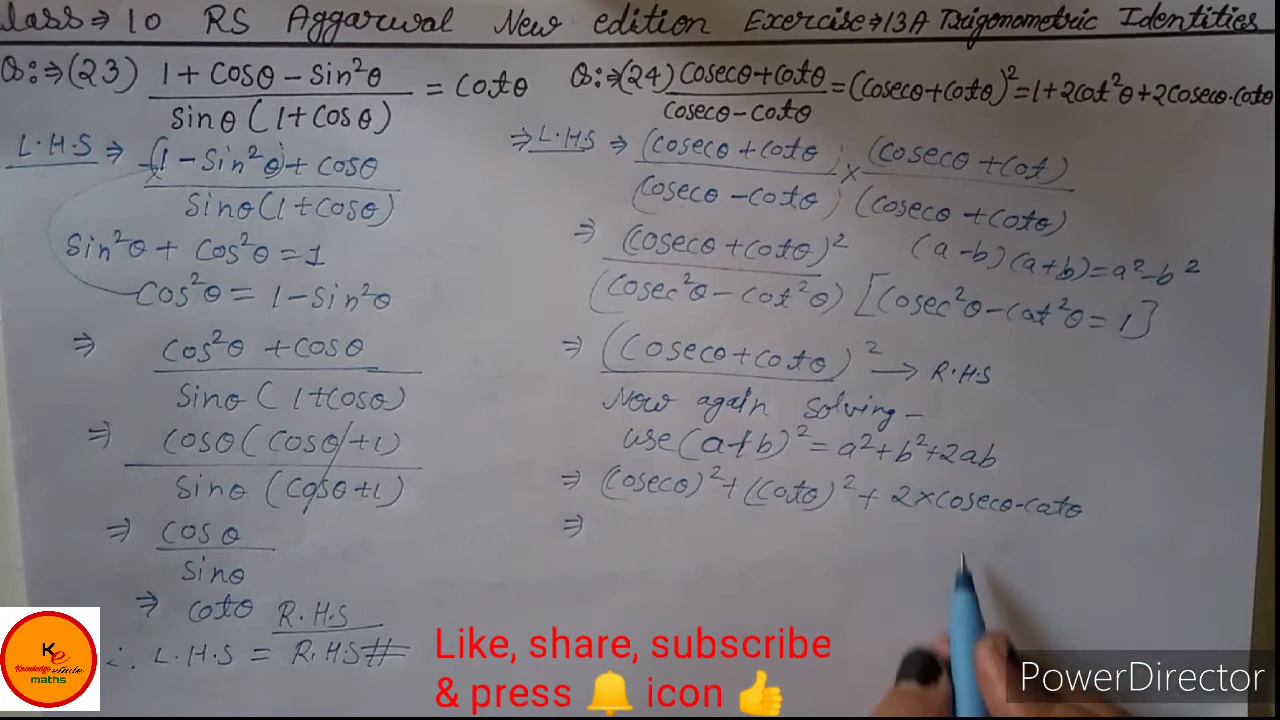 lass⇒10 RS Aggarwal New edition Exercise⇒13A Trigonometric Identities
Q:⇒(23) (1 + cosθ – sin²θ)/(sinθ(1+cosθ)) = cotθ
L.H.S ⇒ ((1 – sin²θ) + cosθ)/(sinθ(1+cosθ))
sin²θ + cos²θ = 1
cos²θ = 1 – sin²θ
⇒ (cos²θ + cosθ)/(sinθ(1+cosθ))
⇒ (cosθ(cosθ+1))/(sinθ(cosθ+1))
⇒ cosθ/sinθ
⇒ cotθ R.H.S
∴ L.H.S = R.H.S#
Q:⇒(24) (cosecθ+cotθ)/(cosecθ–cotθ) = (cosecθ+cotθ)² = 1+2cot²θ+2cosecθ.cotθ
⇒ L.H.S ⇒ (cosecθ+cotθ)/(cosecθ–cotθ) × (cosecθ+cot)/(cosecθ+cotθ)
⇒ (cosecθ+cotθ)²/(cosec²θ–cot²θ) (a–b)(a+b)=a²–b²
[cosec²θ–cot²θ=1]
⇒ (cosecθ+cotθ)² → R.H.S
Now again solving –
use (a+b)² = a²+b²+2ab
⇒ (cosecθ)²+(cotθ)²+2×cosecθ.cotθ
⇒
Ke
Knowledge
maths
Like, share, subscribe
& press 🔔 icon 👍
PowerDirector